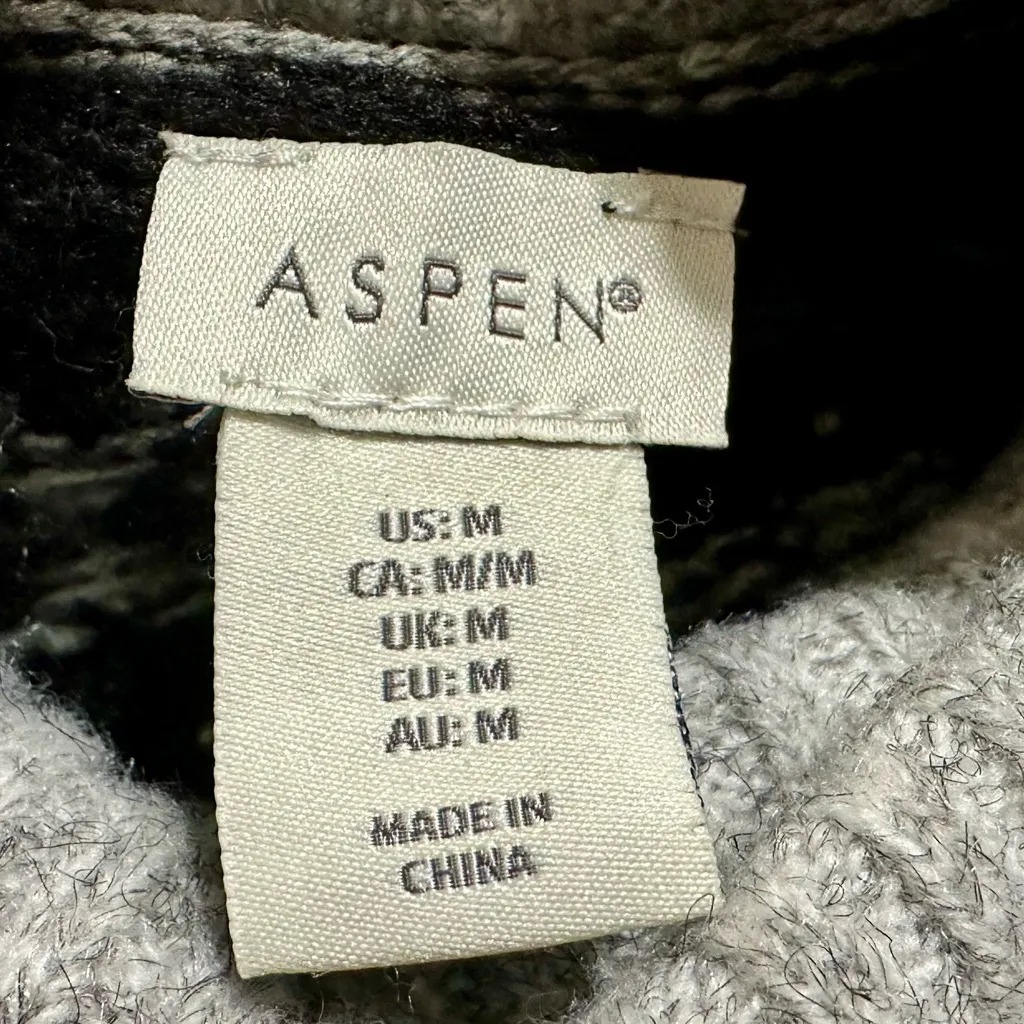 ASPEN®
US: M
CA: M/M
UK: M
EU: M
AU: M
MADE IN
CHINA